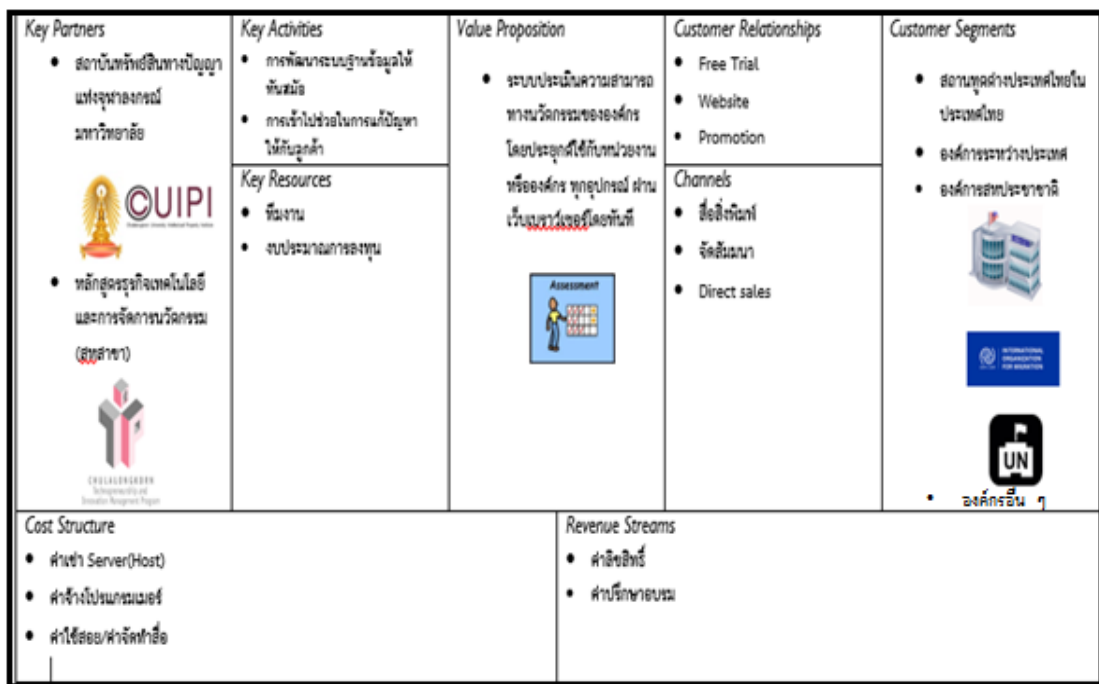 Key Partners
สถาบันทรัพย์สินทางปัญญา
แห่งจุฬาลงกรณ์
มหาวิทยาลัย
CUIPI
Chulalongkorn University Intellectual Property Institute
หลักสูตรธุรกิจเทคโนโลยี
และการจัดการนวัตกรรม
(สหสาขา)
CHULALONGKORN
Technopreneurship and
Innovation Management Program
Key Activities
การพัฒนาระบบฐานข้อมูลให้
ทันสมัย
การเข้าไปช่วยในการแก้ปัญหา
ให้กับลูกค้า
Key Resources
ทีมงาน
งบประมาณการลงทุน
Value Proposition
ระบบประเมินความสามารถ
ทางนวัตกรรมขององค์กร
โดยประยุกต์ใช้กับหน่วยงาน
หรือองค์กร ทุกอุปกรณ์ ผ่าน
เว็บเบราว์เซอร์โดยทันที
Assessment
Customer Relationships
Free Trial
Website
Promotion
Channels
สื่อสิ่งพิมพ์
จัดสัมมนา
Direct sales
Customer Segments
สถานทูตต่างประเทศไทยใน
ประเทศไทย
องค์การระหว่างประเทศ
องค์การสหประชาชาติ
INTERNATIONAL
ORGANIZATION
FOR MIGRATION
UN
องค์กรอื่น ๆ
Cost Structure
ค่าเช่า Server(Host)
ค่าจ้างโปรแกรมเมอร์
ค่าใช้สอย/ค่าจัดทำสื่อ
Revenue Streams
ค่าลิขสิทธิ์
ค่าปรึกษาอบรม